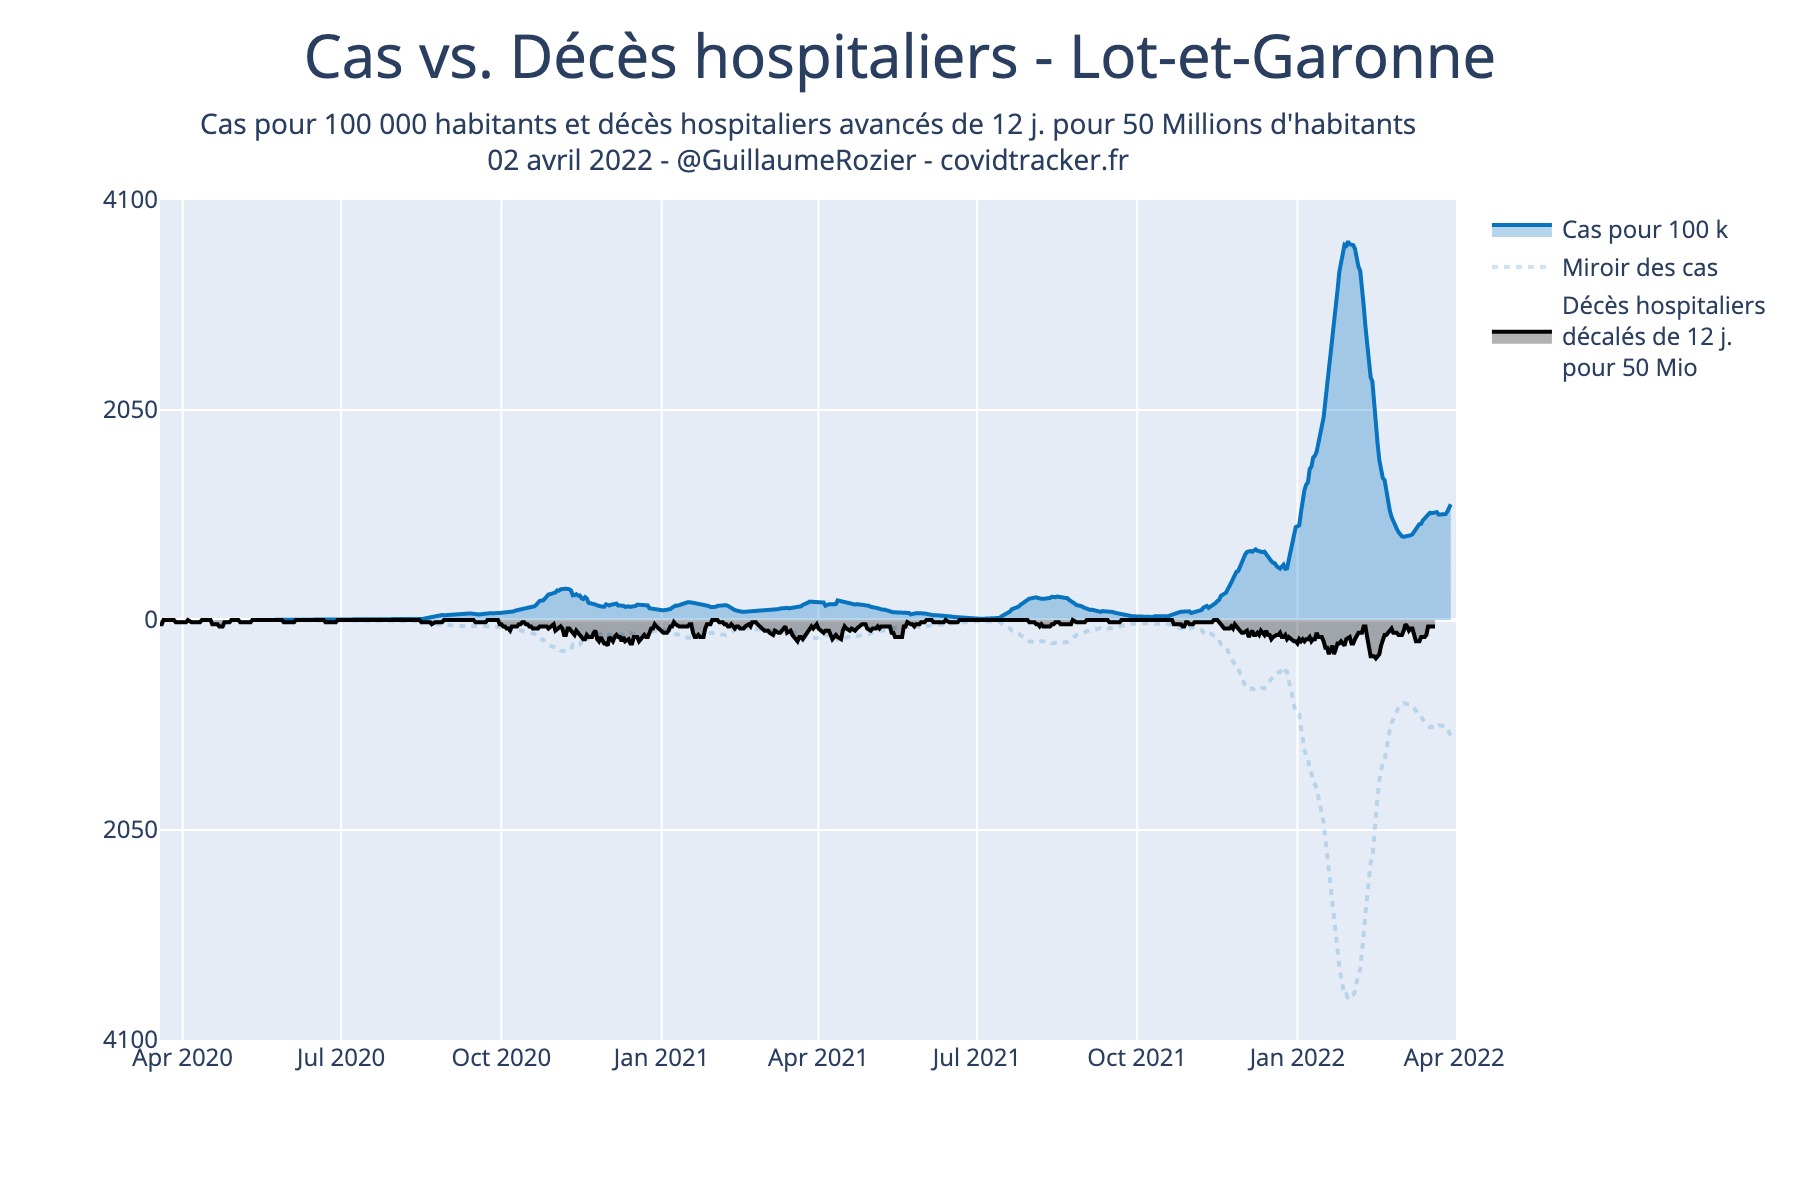 Cas vs. Décès hospitaliers - Lot-et-Garonne
Cas pour 100 000 habitants et décès hospitaliers avancés de 12 j. pour 50 Millions d'habitants
02 avril 2022 - @GuillaumeRozier - covidtracker.fr
4100
2050
0
2050
4100
Apr 2020
Jul 2020
Oct 2020
Jan 2021
Apr 2021
Jul 2021
Oct 2021
Jan 2022
Apr 2022
Cas pour 100 k
Miroir des cas
Décès hospitaliers
décalés de 12 j.
pour 50 Mio